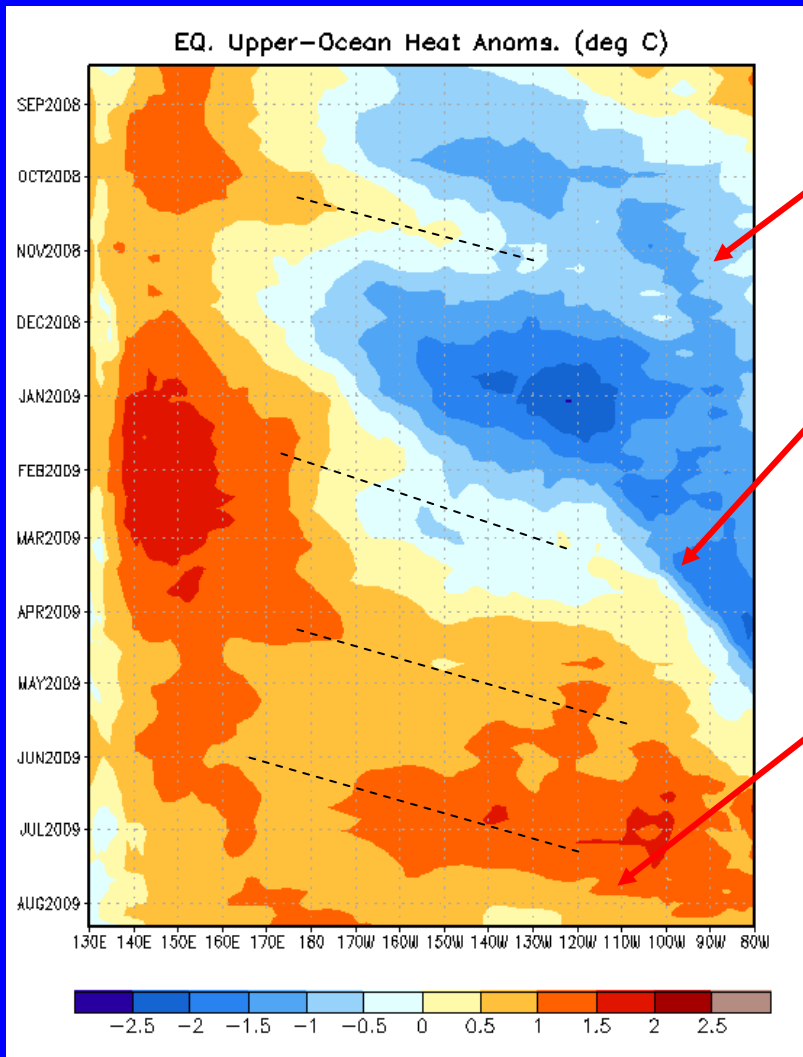 EQ. Upper-Ocean Heat Anoms. (deg C)
SEP2008
OCT2008
NOV2008
DEC2008
JAN2009
FEB2009
MAR2009
APR2009
MAY2009
JUN2009
JUL2009
AUG2009
130E 140E 150E 160E 170E 180 170W 160W 150W 140W 130W 120W 110W 100W 90W 80W
-2.5 -2 -1.5 -1 -0.5 0 0.5 1 1.5 2 2.5